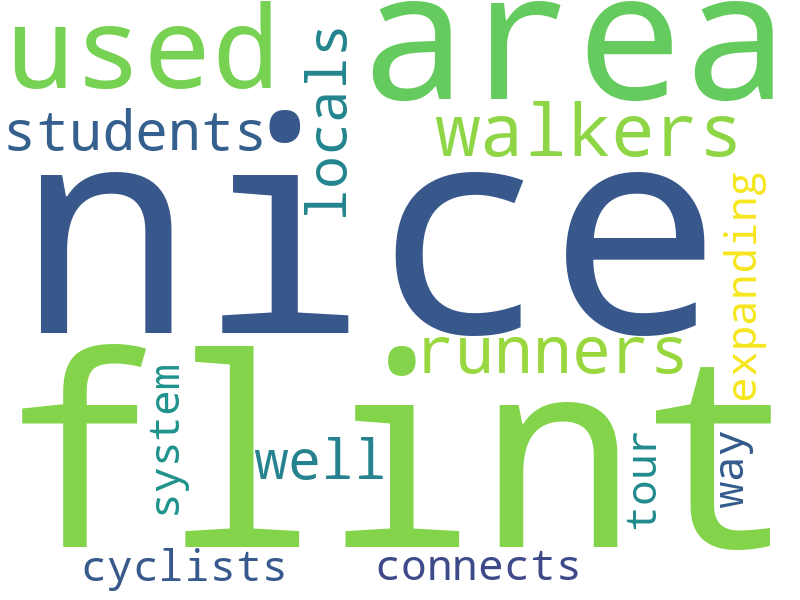 used
area
students
locals
walkers
nice
expanding
runners
flint
system
well
tour
way
cyclists
connects